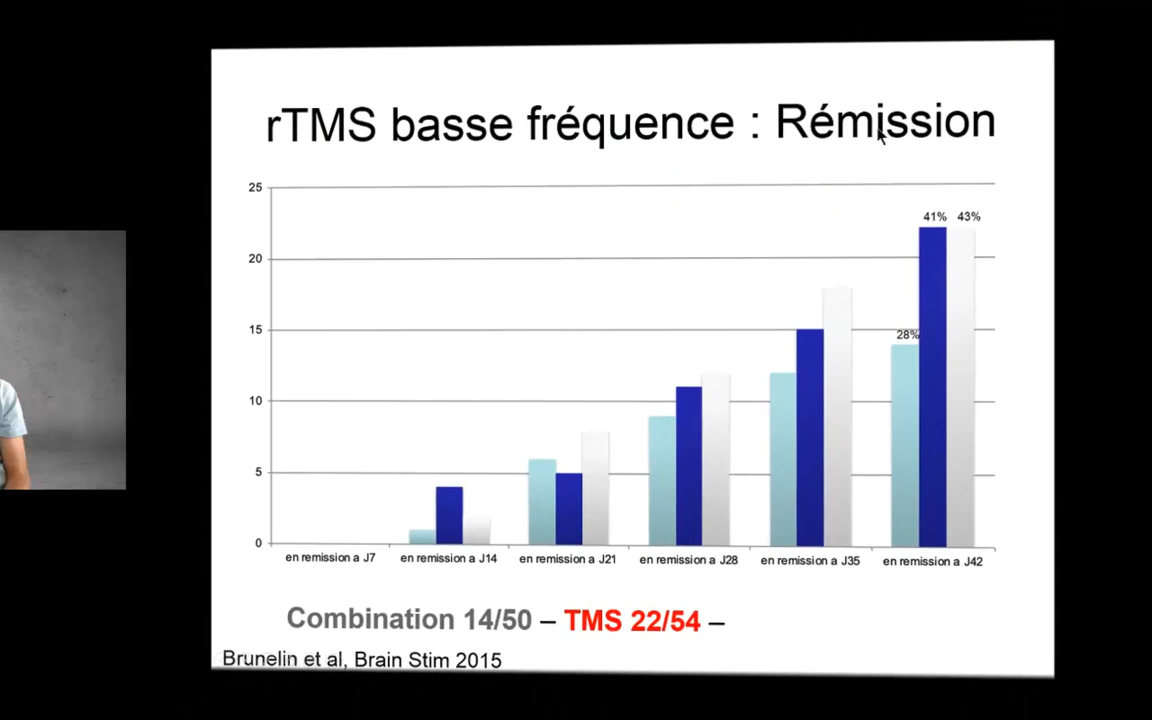 rTMS basse fréquence : Rémission
25
41% 43%
20
15
28%
10
5
0
en remission a J7 en remission a J14 en remission a J21 en remission a J28 en remission a J35 en remission a J42
Combination 14/50 – TMS 22/54 –
Brunelin et al, Brain Stim 2015